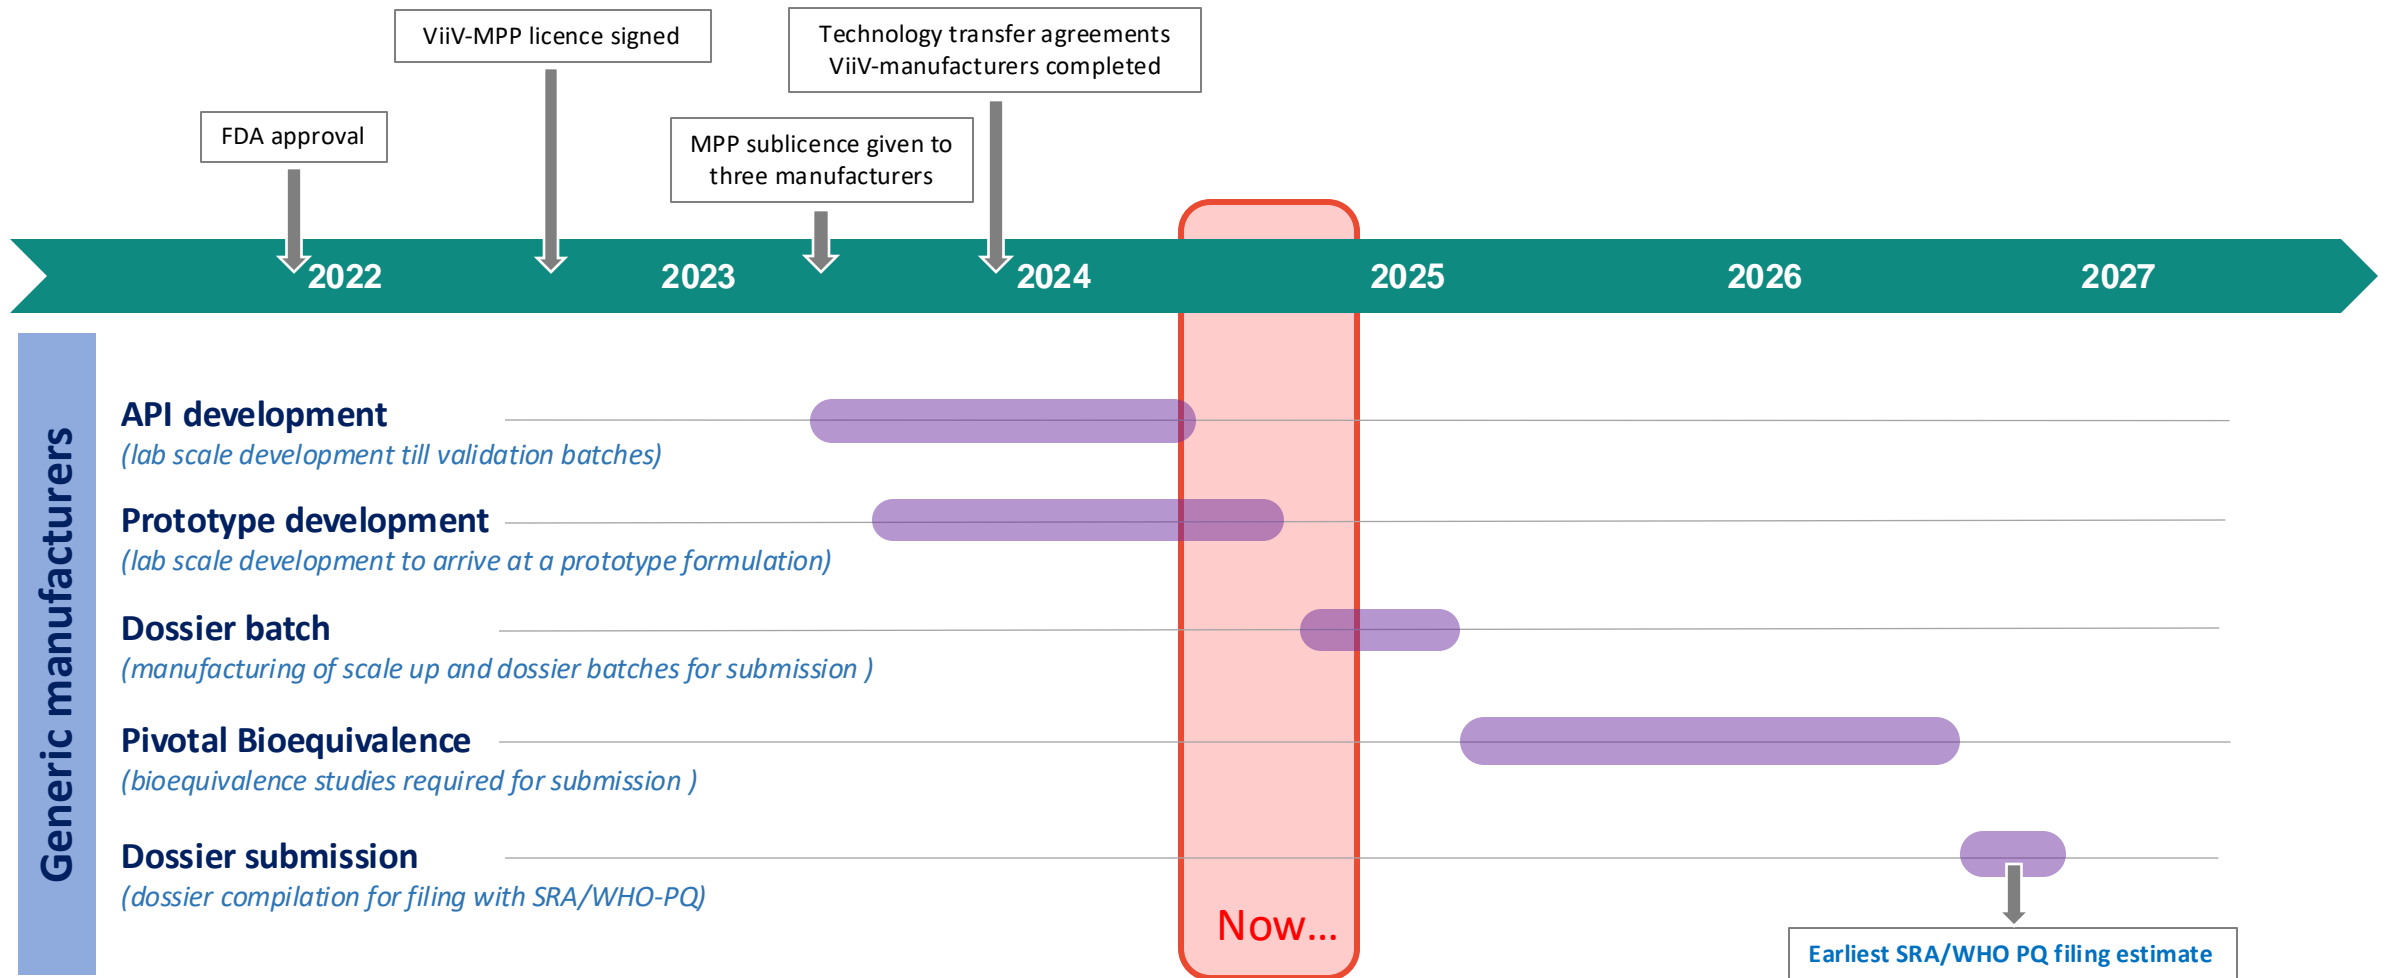 ViiV-MPP licence signed
Technology transfer agreements
ViiV-manufacturers completed
FDA approval
MPP sublicence given to
three manufacturers
2022
2023
2024
2025
2026
2027
Generic manufacturers
API development
(lab scale development till validation batches)
Prototype development
(lab scale development to arrive at a prototype formulation)
Dossier batch
(manufacturing of scale up and dossier batches for submission )
Pivotal Bioequivalence
(bioequivalence studies required for submission )
Dossier submission
(dossier compilation for filing with SRA/WHO-PQ)
Now...
Earliest SRA/WHO PQ filing estimate